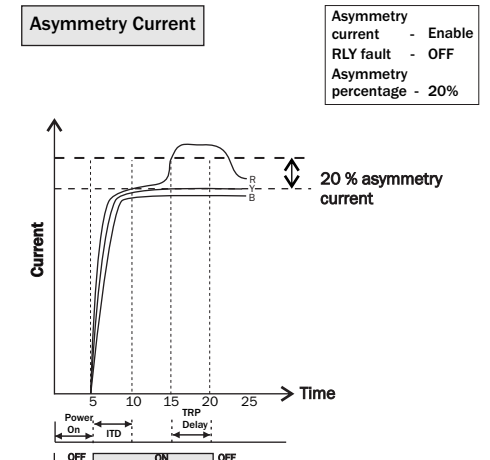 Asymmetry Current
Asymmetry
current - Enable
RLY fault - OFF
Asymmetry
percentage - 20%
R
Y
B
20 % asymmetry
current
Current
Time
5 10 15 20 25
Power
On
ITD
TRP
Delay
OFF ON OFF